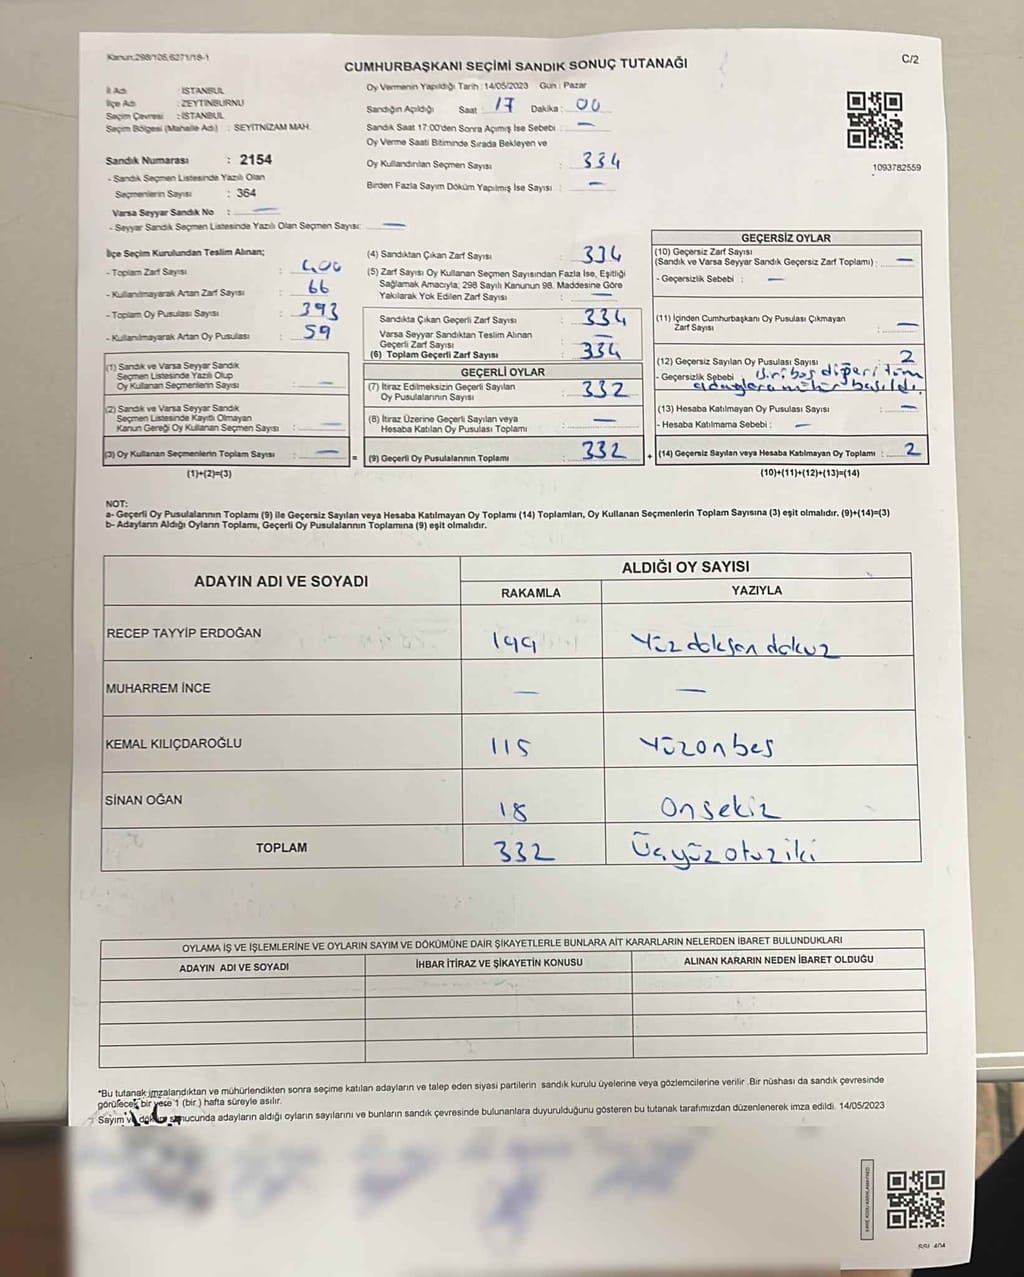 Kanun:298/105,6271/18-1
C/2
CUMHURBAŞKANI SEÇİMİ SANDIK SONUÇ TUTANAĞI
İl Adı : İSTANBUL
İlçe Adı : ZEYTİNBURNU
Seçim Çevresi : İSTANBUL
Seçim Bölgesi (Mahalle Adı) : SEYİTNİZAM MAH.
Sandık Numarası : 2154
- Sandık Seçmen Listesinde Yazılı Olan
Seçmenlerin Sayısı : 364
Varsa Seyyar Sandık No : —
- Seyyar Sandık Seçmen Listesinde Yazılı Olan Seçmen Sayısı: —
Oy Vermenin Yapıldığı Tarih : 14/05/2023 Gün : Pazar
Sandığın Açıldığı Saat : 17 Dakika : 00
Sandık Saat 17:00'den Sonra Açımış İse Sebebi : —
Oy Verme Saati Bitiminde Sırada Bekleyen ve
Oy Kullandırılan Seçmen Sayısı : 334
Birden Fazla Sayım Döküm Yapılmış İse Sayısı : —
1093782559
İlçe Seçim Kurulundan Teslim Alınan;
- Toplam Zarf Sayısı : 400
- Kullanılmayarak Artan Zarf Sayısı : 66
- Toplam Oy Pusulası Sayısı : 393
- Kullanılmayarak Artan Oy Pusulası : 59
(1) Sandık ve Varsa Seyyar Sandık
Seçmen Listesinde Yazılı Olup
Oy Kullanan Seçmenlerin Sayısı : —
(2) Sandık ve Varsa Seyyar Sandık
Seçmen Listesinde Kayıtlı Olmayan
Kanun Gereği Oy Kullanan Seçmen Sayısı : —
(3) Oy Kullanan Seçmenlerin Toplam Sayısı : —
(1)+(2)=(3)
(4) Sandıktan Çıkan Zarf Sayısı : 334
(5) Zarf Sayısı Oy Kullanan Seçmen Sayısından Fazla İse, Eşitliği
Sağlamak Amacıyla; 298 Sayılı Kanunun 98. Maddesine Göre
Yakılarak Yok Edilen Zarf Sayısı : —
Sandıkta Çıkan Geçerli Zarf Sayısı : 334
Varsa Seyyar Sandıktan Teslim Alınan
Geçerli Zarf Sayısı : —
(6) Toplam Geçerli Zarf Sayısı : 334
GEÇERLİ OYLAR
(7) İtiraz Edilmeksizin Geçerli Sayılan
Oy Pusulalarının Sayısı : 332
(8) İtiraz Üzerine Geçerli Sayılan veya
Hesaba Katılan Oy Pusulası Toplamı : —
= (9) Geçerli Oy Pusulalarının Toplamı : 332
GEÇERSİZ OYLAR
(10) Geçersiz Zarf Sayısı
(Sandık ve Varsa Seyyar Sandık Geçersiz Zarf Toplamı) : —
- Geçersizlik Sebebi : —
(11) İçinden Cumhurbaşkanı Oy Pusulası Çıkmayan
Zarf Sayısı : —
(12) Geçersiz Sayılan Oy Pusulası Sayısı : 2
- Geçersizlik Sebebi : biri boş diğeri tüm
adaylara mühür basıldı.
(13) Hesaba Katılmayan Oy Pusulası Sayısı : —
- Hesaba Katılmama Sebebi : —
+ (14) Geçersiz Sayılan veya Hesaba Katılmayan Oy Toplamı : 2
(10)+(11)+(12)+(13)=(14)
NOT:
a- Geçerli Oy Pusulalarının Toplamı (9) ile Geçersiz Sayılan veya Hesaba Katılmayan Oy Toplamı (14) Toplamları, Oy Kullanan Seçmenlerin Toplam Sayısına (3) eşit olmalıdır. (9)+(14)=(3)
b- Adayların Aldığı Oyların Toplamı, Geçerli Oy Pusulalarının Toplamına (9) eşit olmalıdır.
ADAYIN ADI VE SOYADI
ALDIĞI OY SAYISI
RAKAMLA YAZIYLA
RECEP TAYYİP ERDOĞAN 199 Yüz doksan dokuz
MUHARREM İNCE — —
KEMAL KILIÇDAROĞLU 115 Yüzonbeş
SİNAN OĞAN 18 Onsekiz
TOPLAM 332 Üçyüzotuziki
OYLAMA İŞ VE İŞLEMLERİNE VE OYLARIN SAYIM VE DÖKÜMÜNE DAİR ŞİKAYETLERLE BUNLARA AİT KARARLARIN NELERDEN İBARET BULUNDUKLARI
ADAYIN ADI VE SOYADI İHBAR İTİRAZ VE ŞİKAYETİN KONUSU ALINAN KARARIN NEDEN İBARET OLDUĞU
*Bu tutanak imzalandıktan ve mühürlendikten sonra seçime katılan adayların ve talep eden siyasi partilerin sandık kurulu üyelerine veya gözlemcilerine verilir .Bir nüshası da sandık çevresinde
görülecek bir yere 1 (bir.) hafta süreyle asılır.
Sayım ve döküm sonucunda adayların aldığı oyların sayılarını ve bunların sandık çevresinde bulunanlara duyurulduğunu gösteren bu tutanak tarafımızdan düzenlenerek imza edildi. 14/05/2023